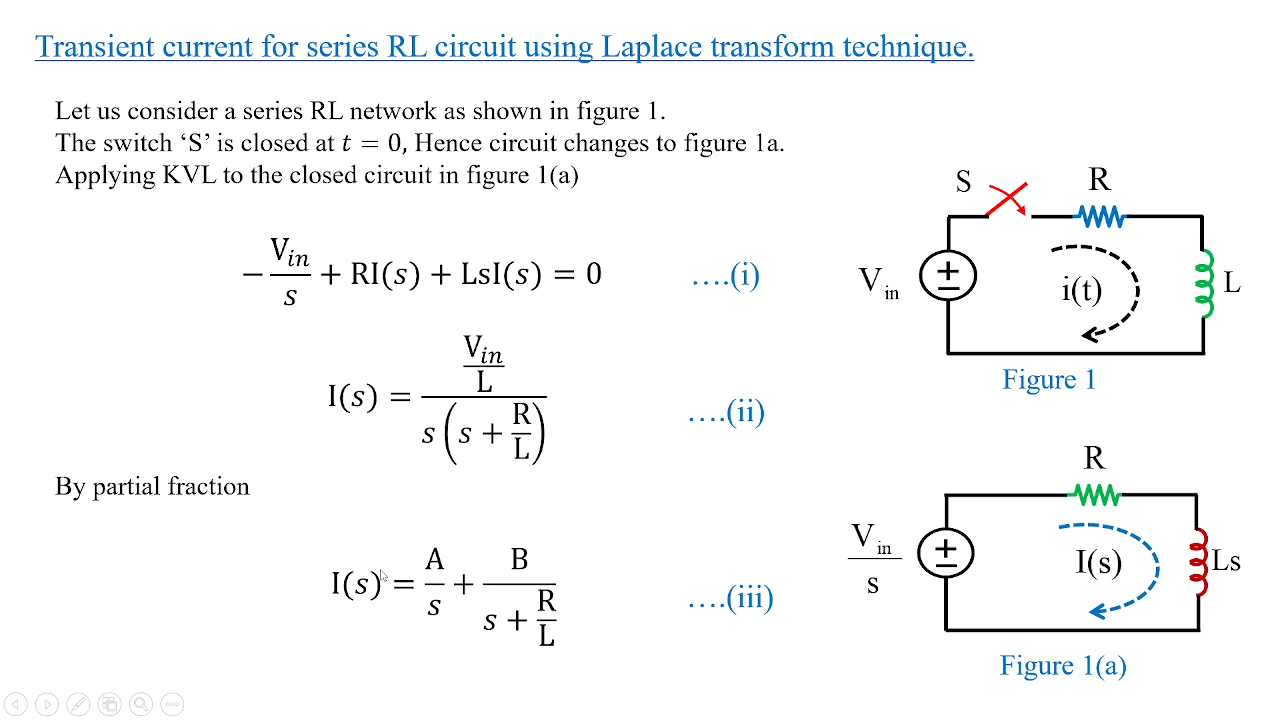 Transient current for series RL circuit using Laplace transform technique.
Let us consider a series RL network as shown in figure 1.
The switch ‘S’ is closed at t = 0, Hence circuit changes to figure 1a.
Applying KVL to the closed circuit in figure 1(a)
−V_in/s + RI(s) + LsI(s) = 0 ….(i)
I(s) = (V_in/L)/(s(s + R/L)) ….(ii)
By partial fraction
I(s) = A/s + B/(s + R/L) ….(iii)
S
R
V_in
i(t)
L
Figure 1
R
V_in/s
I(s)
Ls
Figure 1(a)